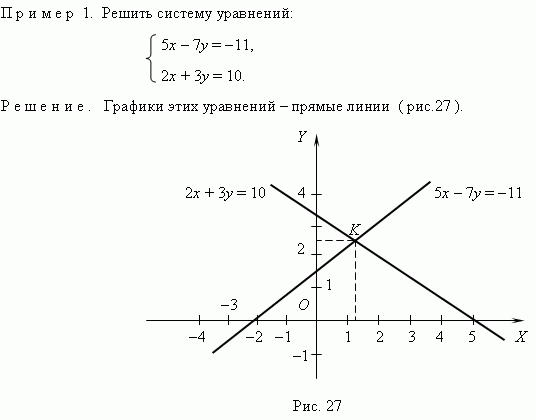 П р и м е р 1. Решить систему уравнений:
5x – 7y = –11,
2x + 3y = 10.
Р е ш е н и е . Графики этих уравнений – прямые линии ( рис.27 ).
Y
2x + 3y = 10
4
5x – 7y = –11
K
2
1
–3
O
–4
–2
–1
1
2
3
4
5
X
–1
Рис. 27